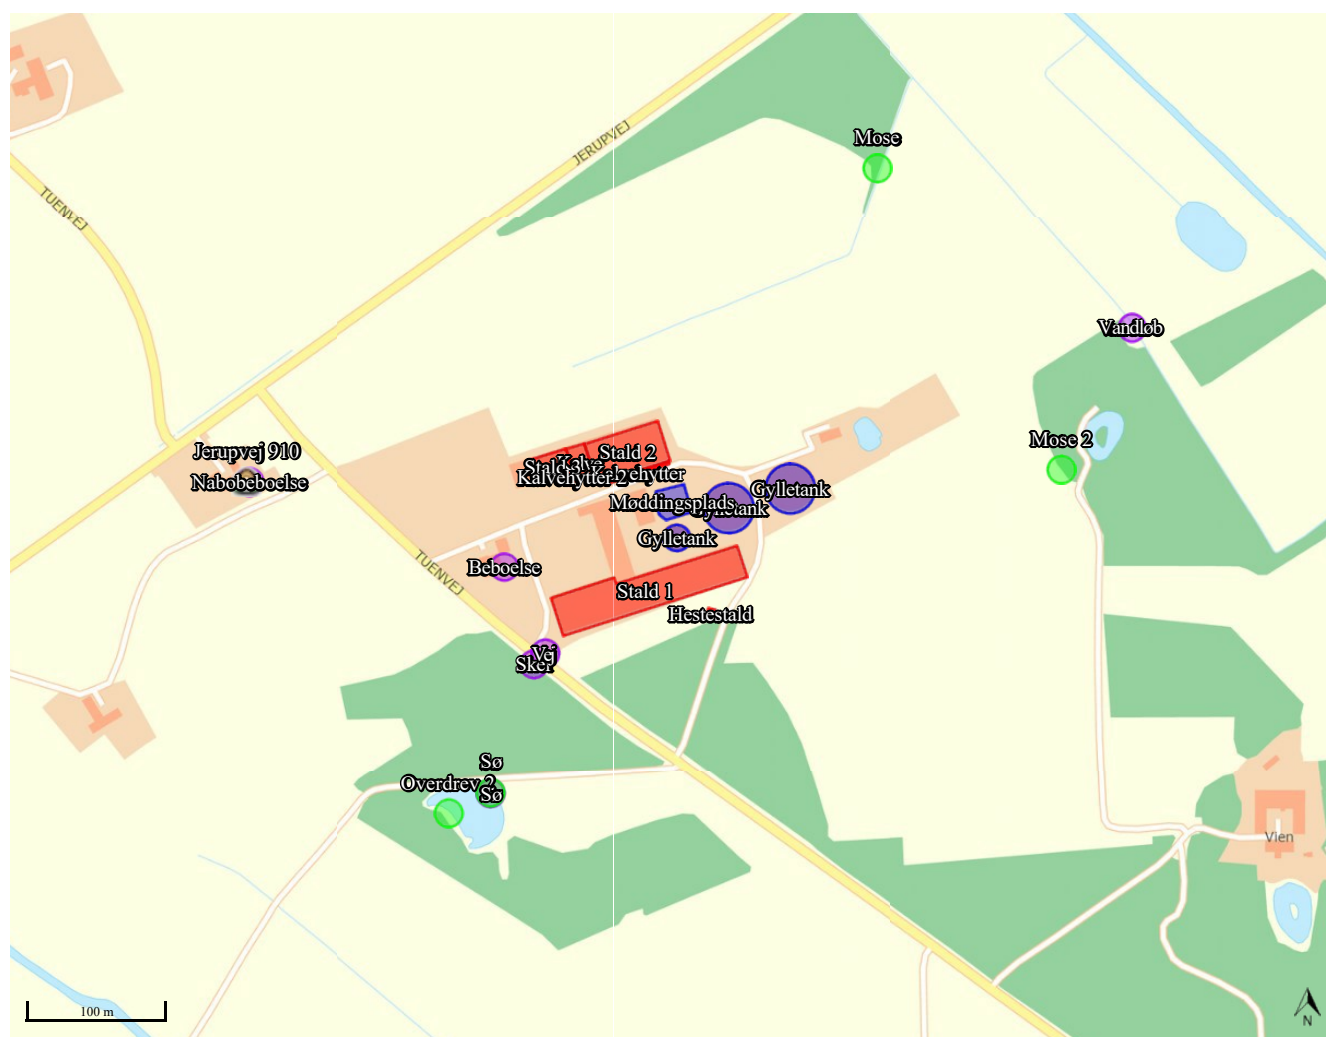 Mose
JERUPVEJ
TUENVEJ
Vandløb
Mose 2
Jerupvej 910
Nabobeboelse
Stald 2
Kalvehytter 2
Møddingsplads
Gylletank
Gylletank
Gylletank
TUENVEJ
Beboelse
Stald 1
Hestestald
Vej
Skel
Sø
Overdrev 2
Sø
Vien
100 m
N